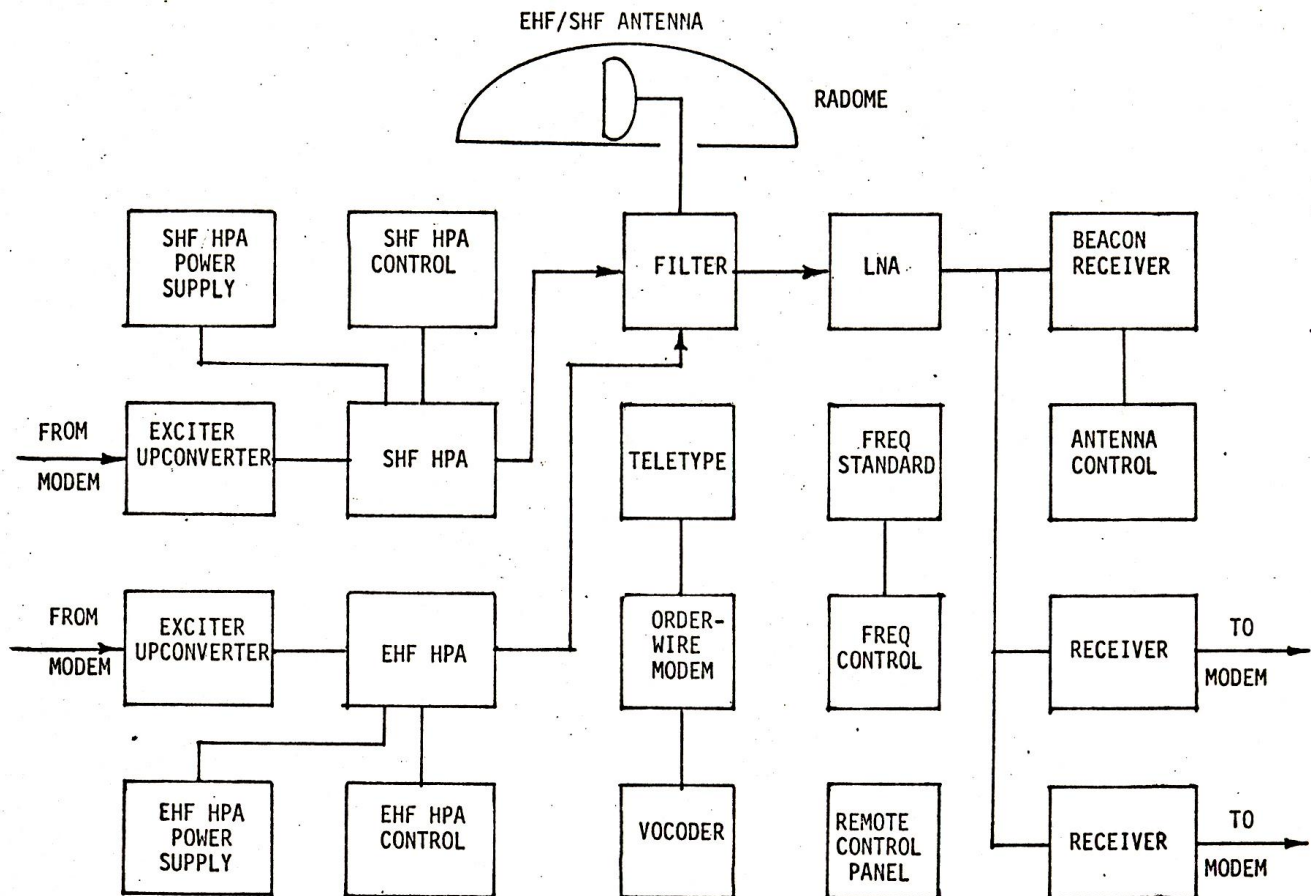 EHF/SHF ANTENNA
RADOME
SHF HPA
POWER
SUPPLY
SHF HPA
CONTROL
FILTER
LNA
BEACON
RECEIVER
FROM
MODEM
EXCITER
UPCONVERTER
SHF HPA
TELETYPE
FREQ
STANDARD
ANTENNA
CONTROL
FROM
MODEM
EXCITER
UPCONVERTER
EHF HPA
ORDER-
WIRE
MODEM
FREQ
CONTROL
RECEIVER
TO
MODEM
EHF HPA
POWER
SUPPLY
EHF HPA
CONTROL
VOCODER
REMOTE
CONTROL
PANEL
RECEIVER
TO
MODEM